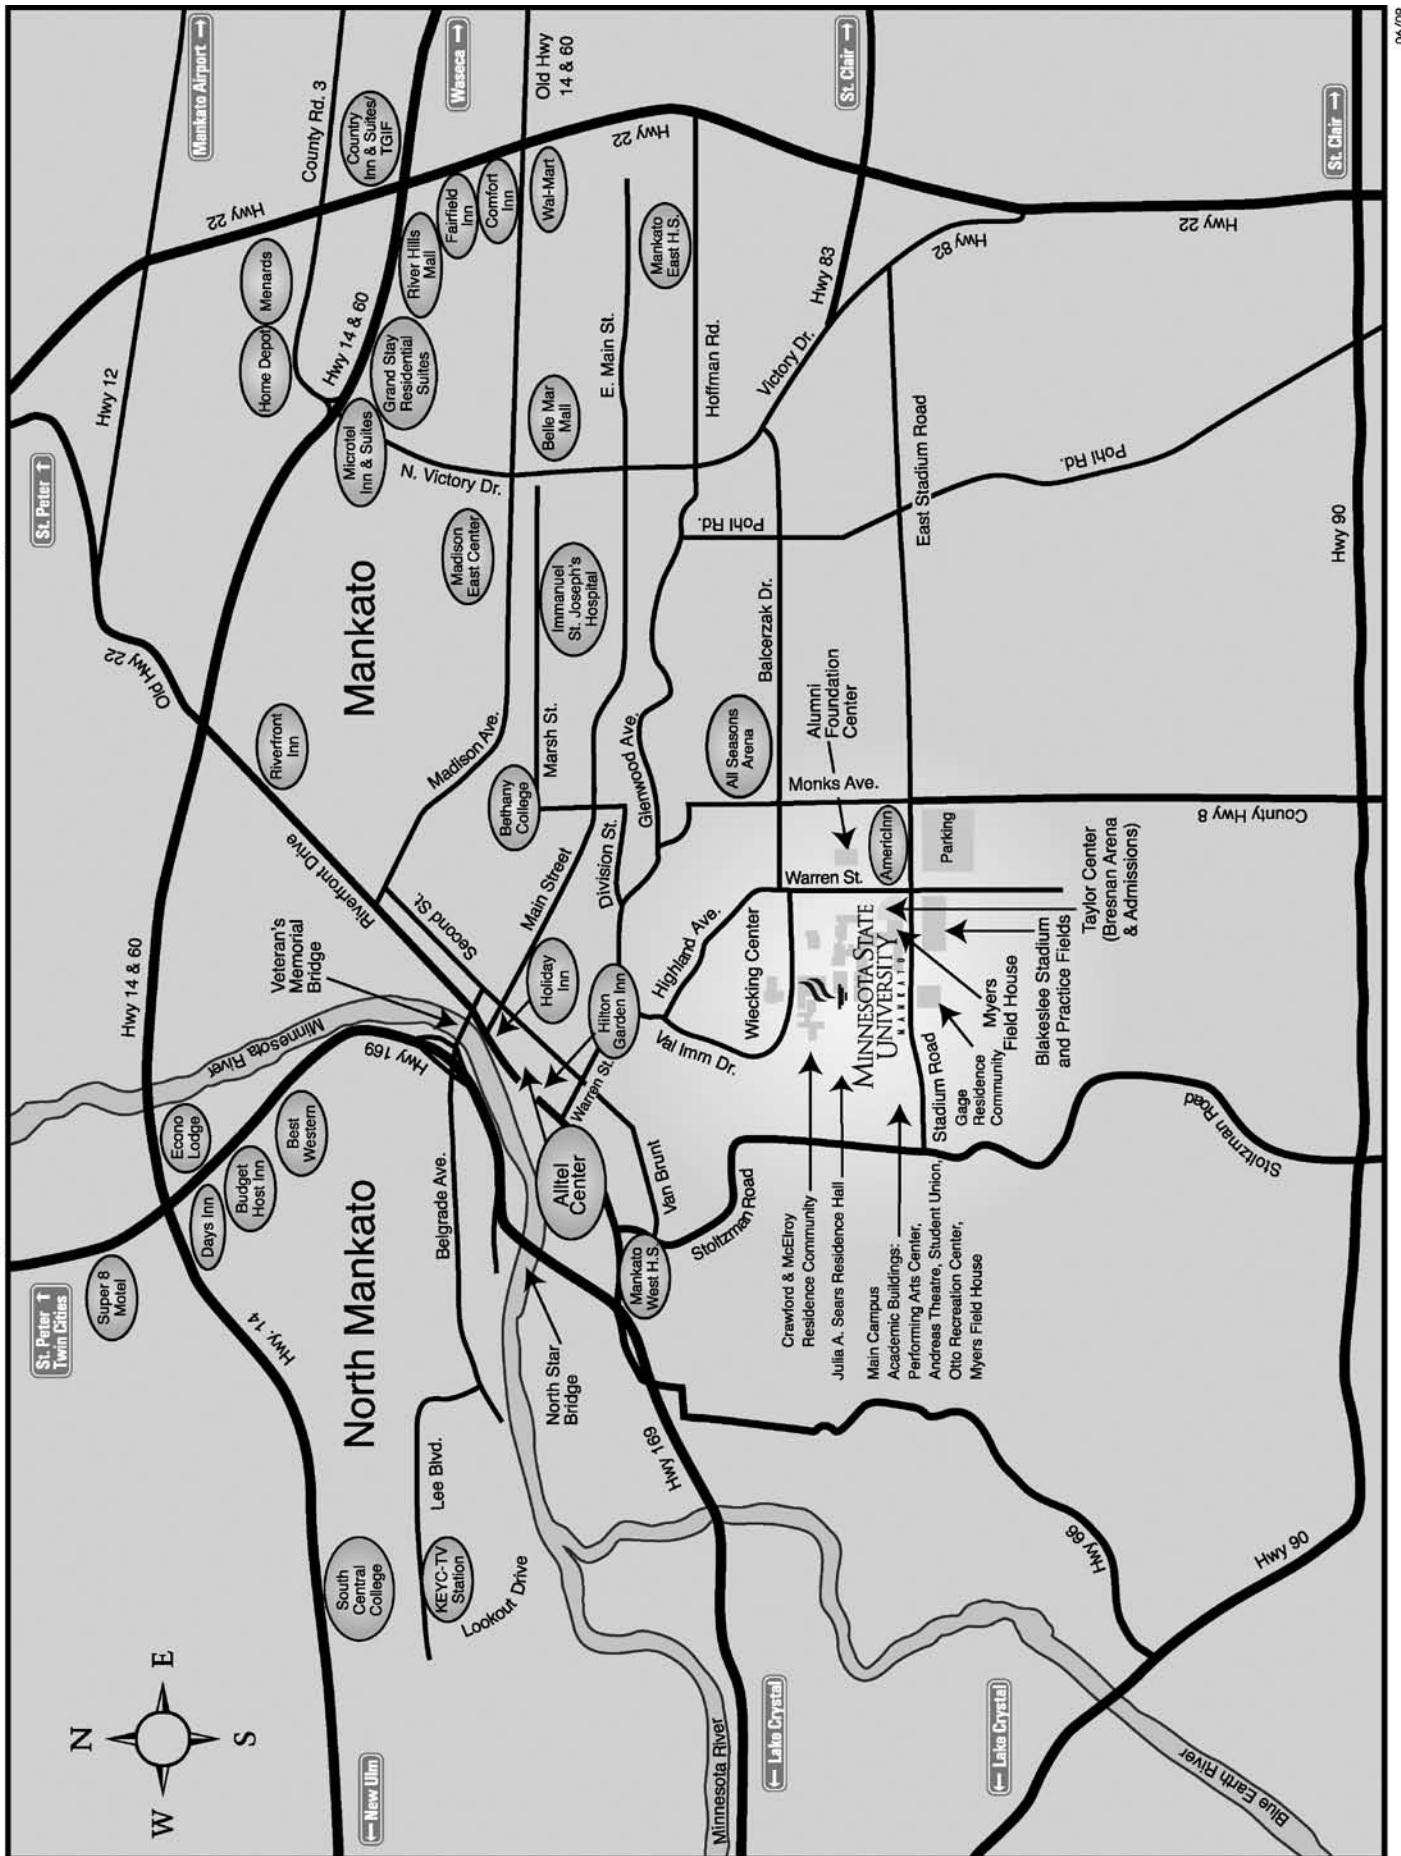 N
W
E
S
← New Ulm
South
Central
College
KEYC-TV
Station
Lookout Drive
Lee Blvd.
Hwy. 14
St. Peter ↑
Twin Cities
Super 8
Motel
North Mankato
Belgrade Ave.
Days Inn
Budget
Host Inn
Econo
Lodge
Best
Western
Hwy 169
Minnesota River
Hwy 14 & 60
Veteran's
Memorial
Bridge
Riverfront Drive
Riverfront
Inn
Old Hwy 22
St. Peter ↑
Hwy 12
Mankato
Mankato Airport →
Hwy 22
Menards
Home Depot
County Rd. 3
Hwy 14 & 60
Country
Inn & Suites/
TGIF
Microtel
Inn & Suites
Grand Stay
Residential
Suites
River Hills
Mall
Fairfield
Inn
Comfort
Inn
Waseca →
Old Hwy
14 & 60
Wal-Mart
N. Victory Dr.
Madison
East Center
Madison Ave.
Second St.
Main Street
Bethany
College
Marsh St.
Immanuel
St. Joseph's
Hospital
Belle Mar
Mall
E. Main St.
Hwy 22
Mankato
East H.S.
Hoffman Rd.
Holiday
Inn
Hilton
Garden Inn
Division St.
Glenwood Ave.
North Star
Bridge
Alltel
Center
Warren St.
Van Brunt
Mankato
West H.S.
Stoltzman Road
Hwy 169
Minnesota River
← Lake Crystal
Val Imm Dr.
Highland Ave.
Wiecking Center
All Seasons
Arena
Balcerzak Dr.
Pohl Rd.
Victory Dr.
Hwy 83
St. Clair →
Monks Ave.
Alumni
Foundation
Center
Warren St.
AmericInn
Parking
MINNESOTA STATE
UNIVERSITY
MANKATO
Crawford & McElroy
Residence Community
Julia A. Sears Residence Hall
Main Campus
Academic Buildings:
Performing Arts Center,
Andreas Theatre, Student Union,
Otto Recreation Center,
Myers Field House
Stadium Road
Gage
Residence
Community
Myers
Field House
Blakeslee Stadium
and Practice Fields
Taylor Center
(Bresnan Arena
& Admissions)
East Stadium Road
Hwy 82
Hwy 22
Pohl Rd.
County Hwy 8
Stoltzman Road
Hwy 66
← Lake Crystal
Blue Earth River
Hwy 90
Hwy 90
St. Clair →
06/09